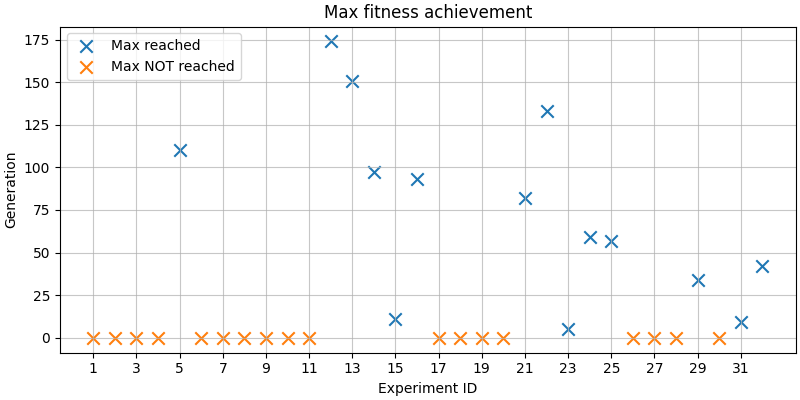 Max fitness achievement
Max reached
Max NOT reached
Generation
175
150
125
100
75
50
25
0
1 3 5 7 9 11 13 15 17 19 21 23 25 27 29 31
Experiment ID